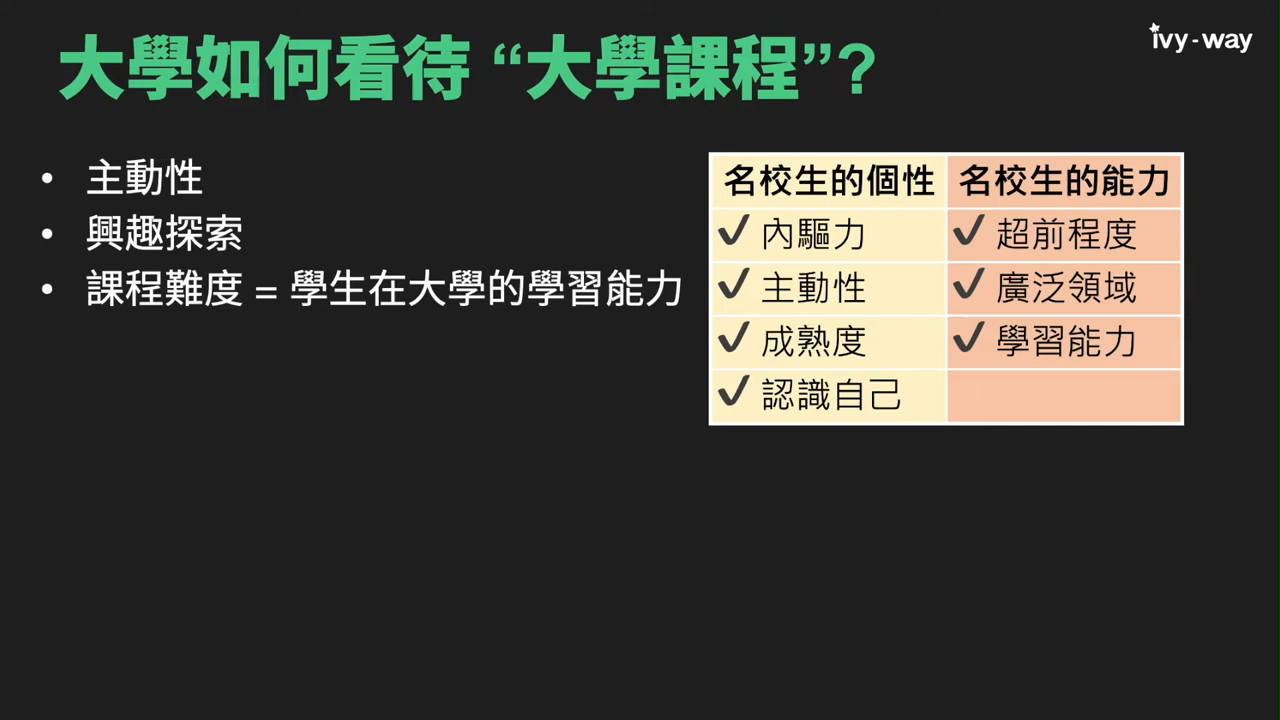 大學如何看待 “大學課程”?
ivy-way
• 主動性
• 興趣探索
• 課程難度 = 學生在大學的學習能力
名校生的個性 名校生的能力
✔ 內驅力 ✔ 超前程度
✔ 主動性 ✔ 廣泛領域
✔ 成熟度 ✔ 學習能力
✔ 認識自己